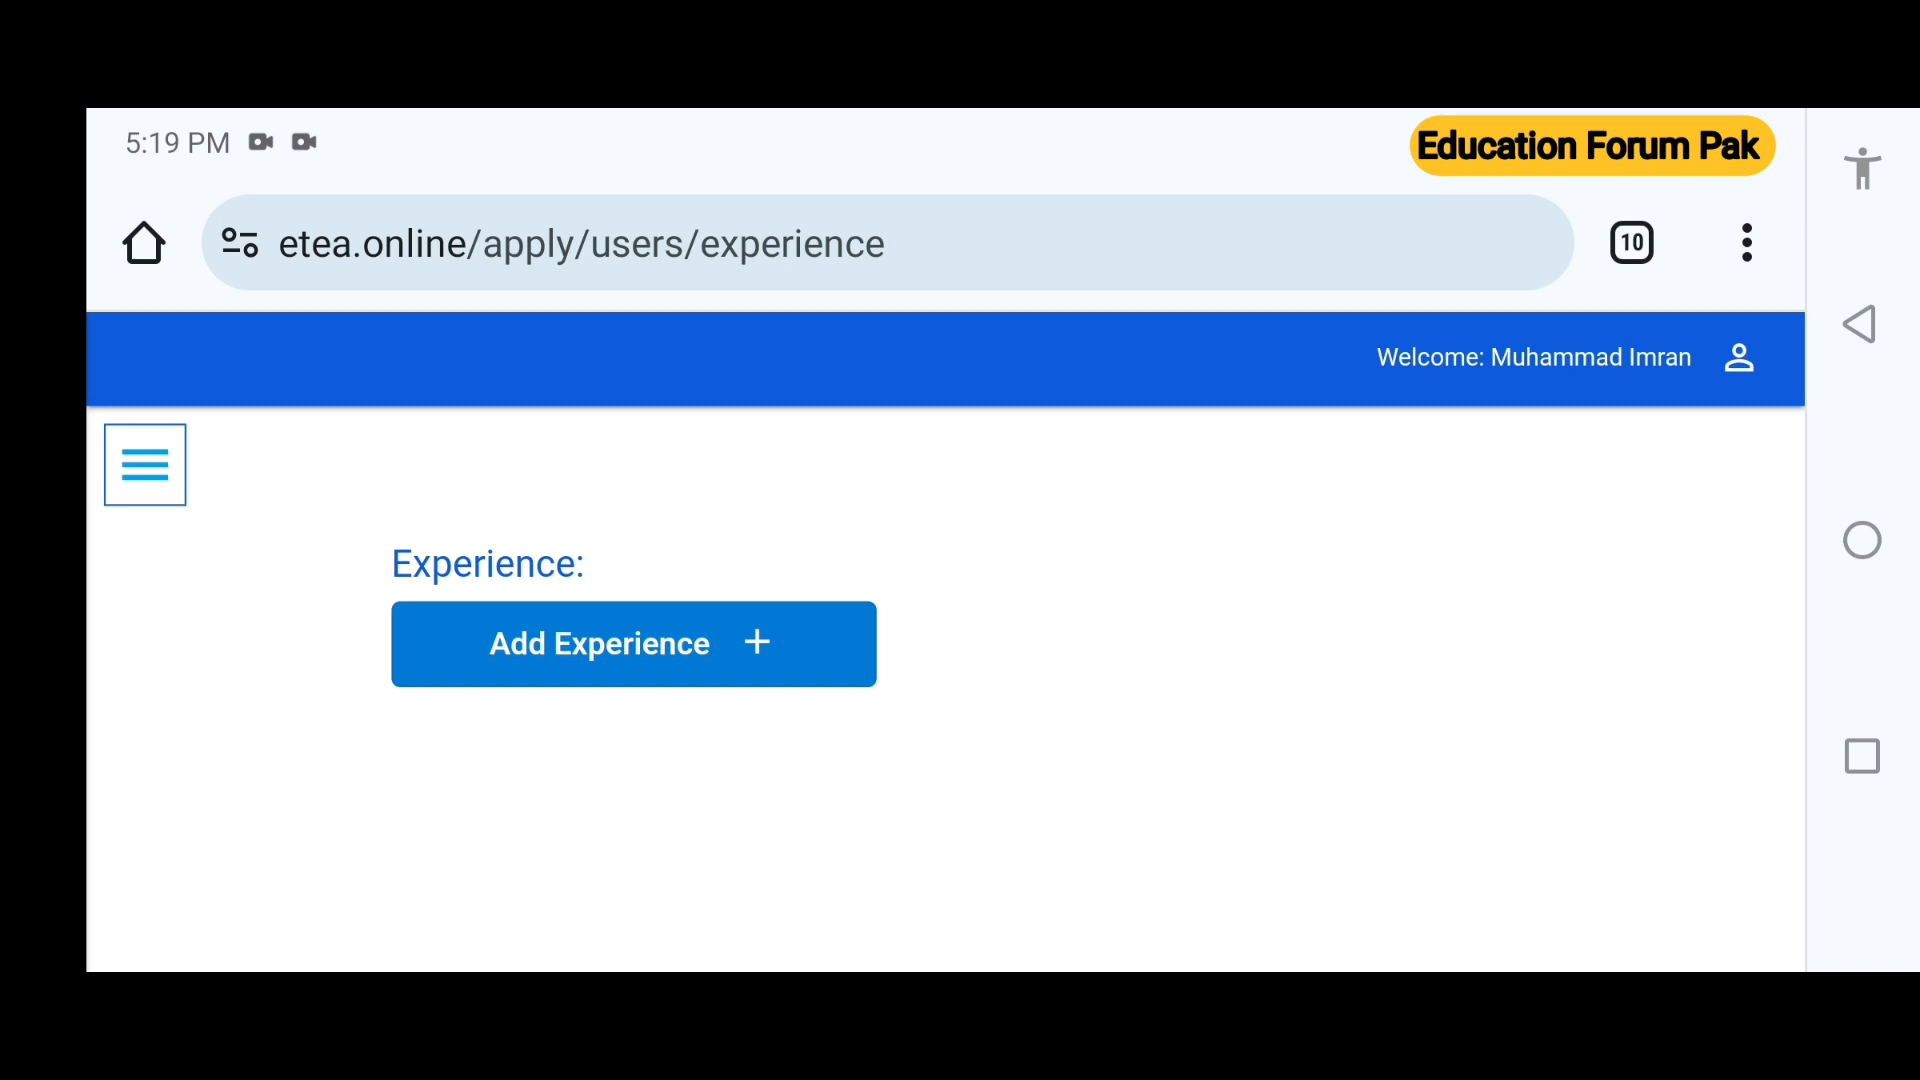 5:19 PM
Education Forum Pak
etea.online/apply/users/experience
10
Welcome: Muhammad Imran
Experience:
Add Experience +